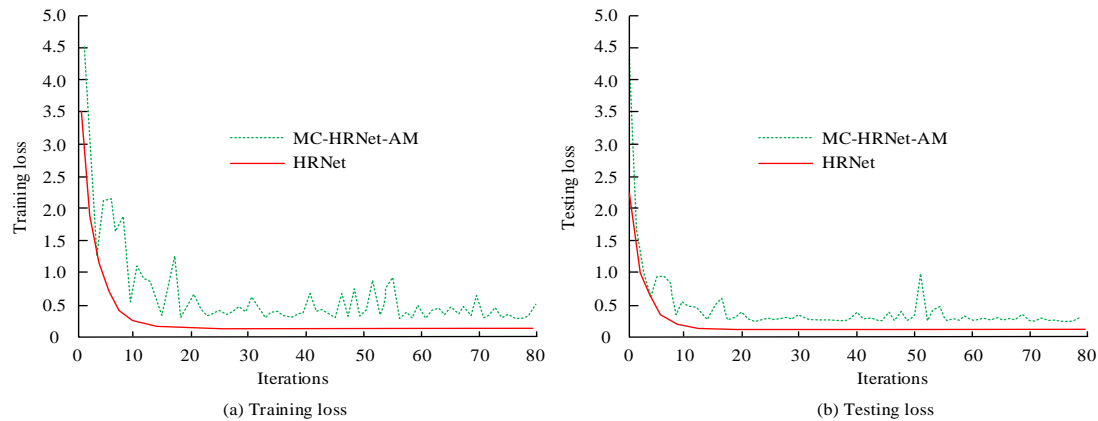 5.0
4.5
4.0
3.5
3.0
2.5
2.0
1.5
1.0
0.5
0
Training loss
MC-HRNet-AM
HRNet
0 10 20 30 40 50 60 70 80
Iterations
(a) Training loss
5.0
4.5
4.0
3.5
3.0
2.5
2.0
1.5
1.0
0.5
0
Testing loss
MC-HRNet-AM
HRNet
0 10 20 30 40 50 60 70 80
Iterations
(b) Testing loss